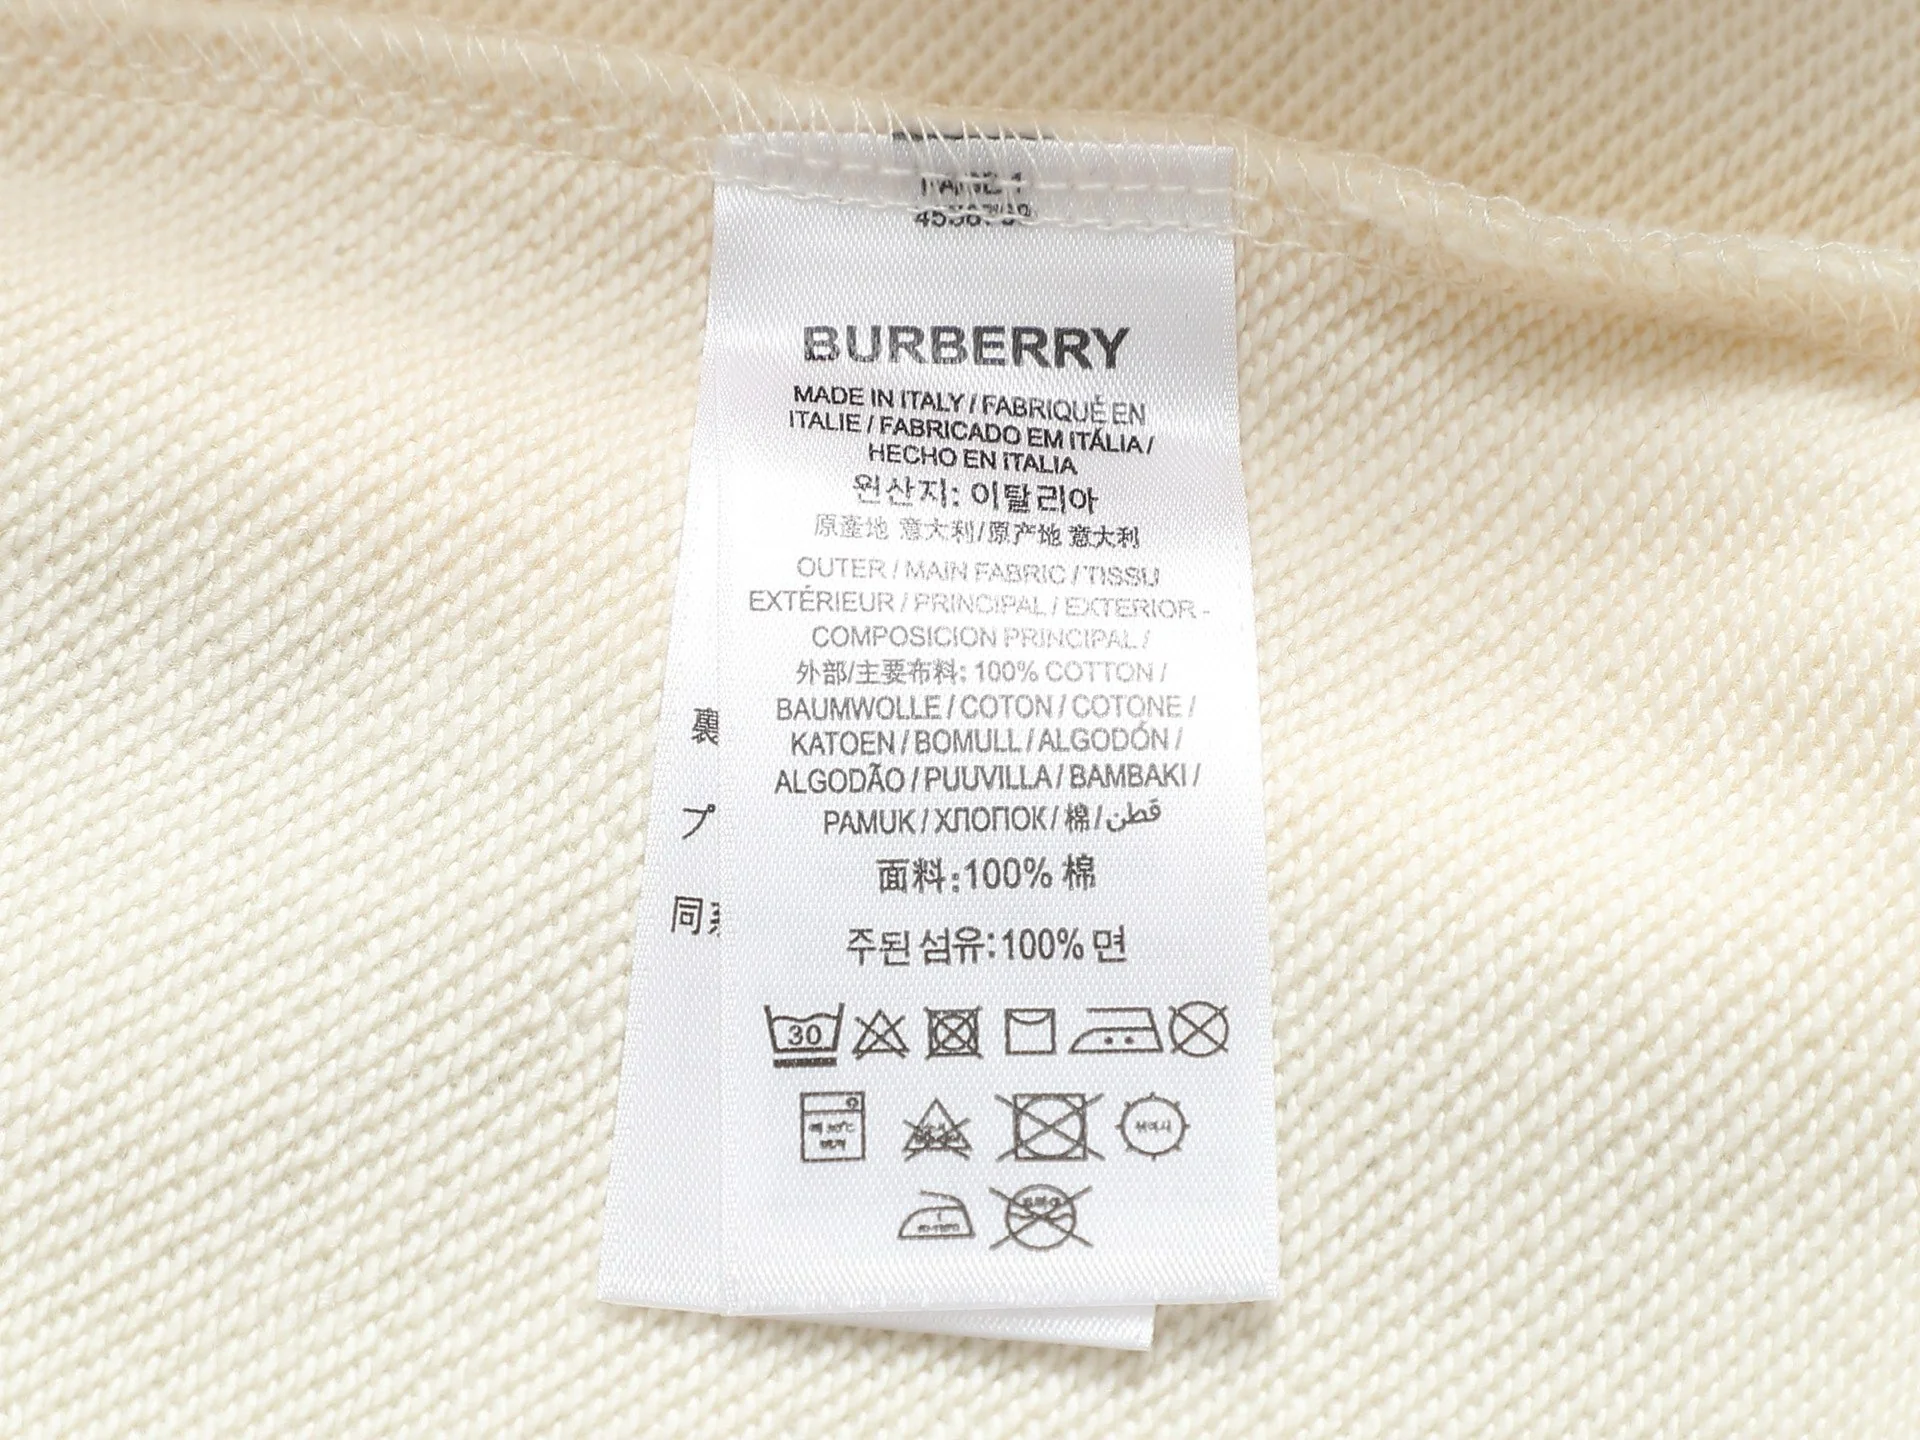 BURBERRY
MADE IN ITALY / FABRIQUÉ EN
ITALIE / FABRICADO EM ITÁLIA /
HECHO EN ITALIA
원산지: 이탈리아
原產地 意大利/原产地 意大利
OUTER / MAIN FABRIC / TISSU
EXTÉRIEUR / PRINCIPAL / EXTERIOR -
COMPOSICION PRINCIPAL /
外部/主要布料: 100% COTTON /
BAUMWOLLE / COTON / COTONE /
KATOEN / BOMULL / ALGODÓN /
ALGODÃO / PUUVILLA / BAMBAKI /
PAMUK / ХЛОПОК / 棉 / قطن
面料:100% 棉
주된 섬유:100% 면
30
裏
プ
同